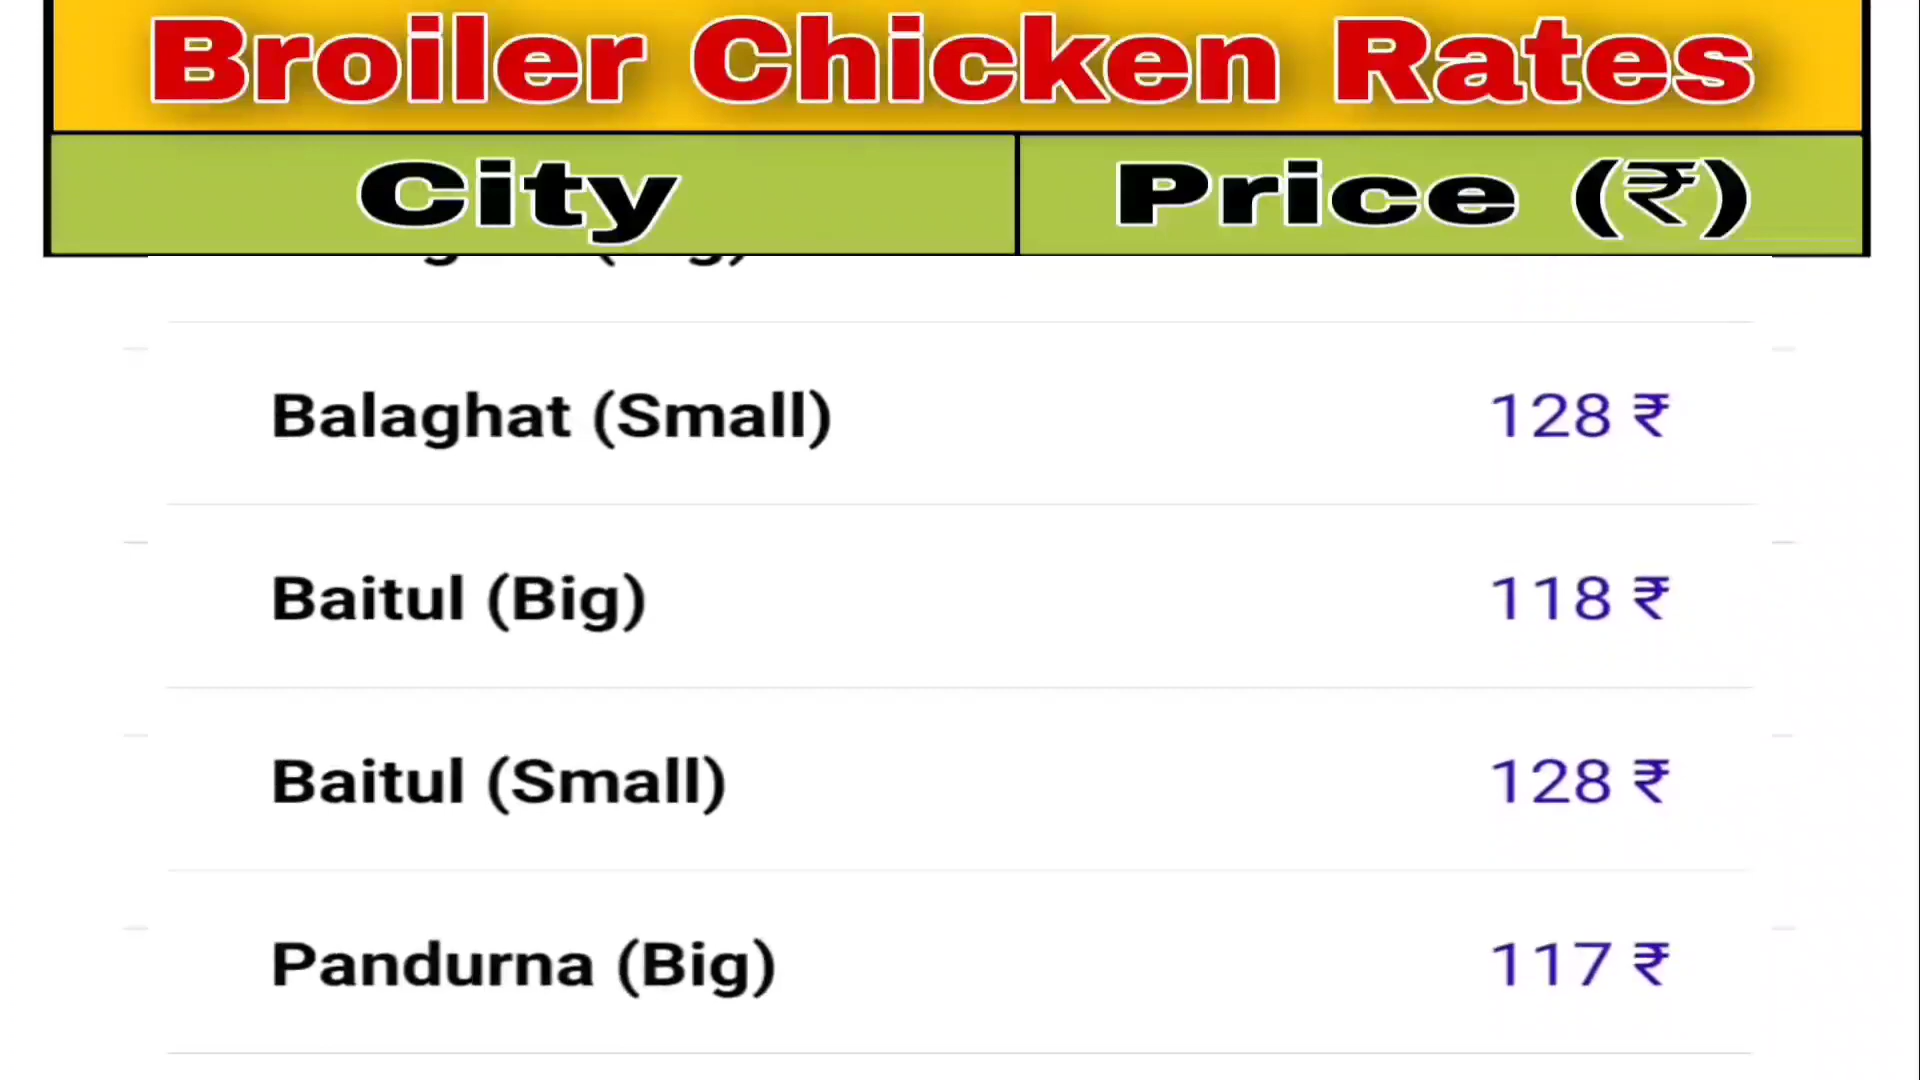 Broiler Chicken Rates
City Price (₹)
Balaghat (Small) 128 ₹
Baitul (Big) 118 ₹
Baitul (Small) 128 ₹
Pandurna (Big) 117 ₹